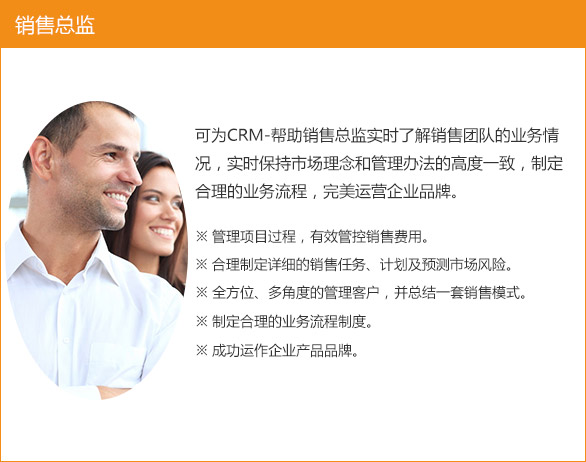 销售总监
可为CRM-帮助销售总监实时了解销售团队的业务情
况，实时保持市场理念和管理办法的高度一致，制定
合理的业务流程，完美运营企业品牌。
※ 管理项目过程，有效管控销售费用。
※ 合理制定详细的销售任务、计划及预测市场风险。
※ 全方位、多角度的管理客户，并总结一套销售模式。
※ 制定合理的业务流程制度。
※ 成功运作企业产品品牌。